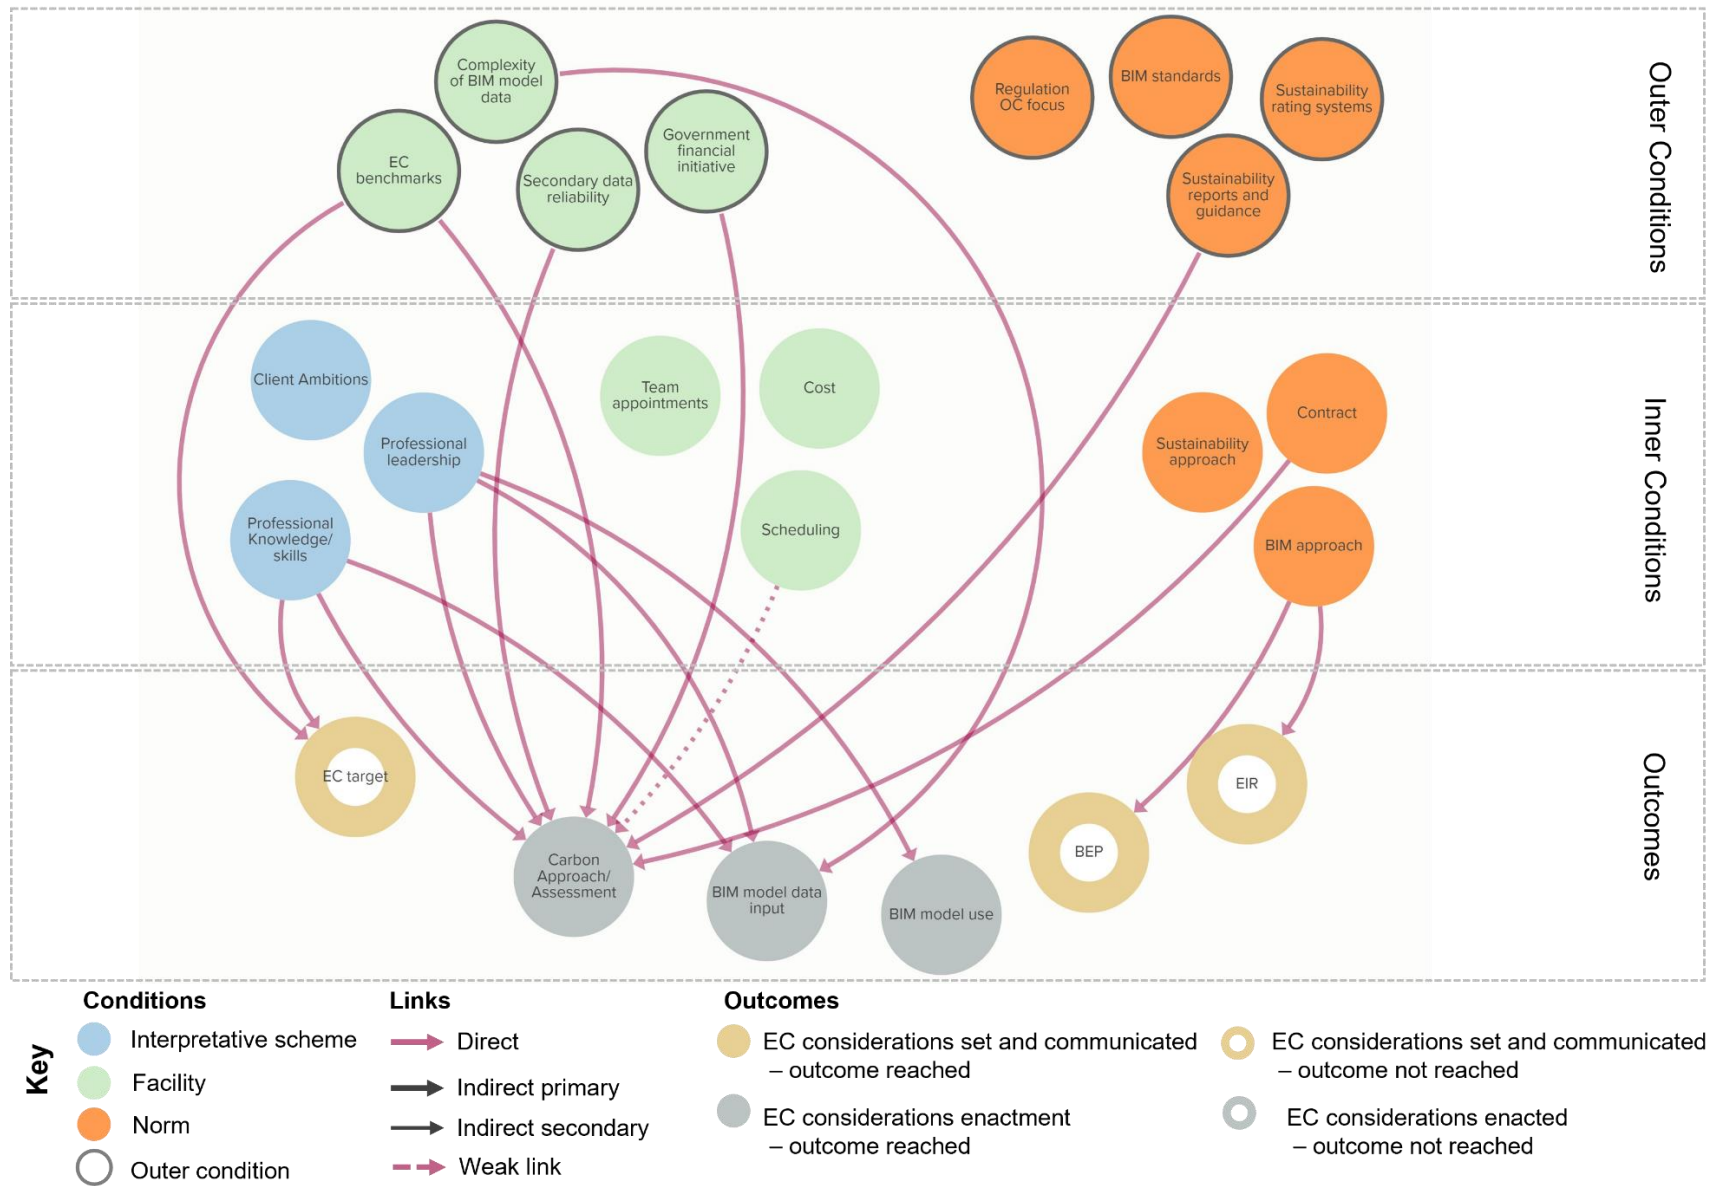 Complexity
of BIM model
data
EC
benchmarks
Secondary data
reliability
Government
financial
initiative
Regulation
OC focus
BIM standards
Sustainability
rating systems
Sustainability
reports and
guidance
Outer Conditions
Client Ambitions
Professional
leadership
Professional
Knowledge/
skills
Team
appointments
Cost
Scheduling
Sustainability
approach
Contract
BIM approach
Inner Conditions
EC target
Carbon
Approach/
Assessment
BIM model data
input
BIM model use
BEP
EIR
Outcomes
Key
Conditions
Interpretative scheme
Facility
Norm
Outer condition
Links
Direct
Indirect primary
Indirect secondary
Weak link
Outcomes
EC considerations set and communicated
– outcome reached
EC considerations enactment
– outcome reached
EC considerations set and communicated
– outcome not reached
EC considerations enacted
– outcome not reached